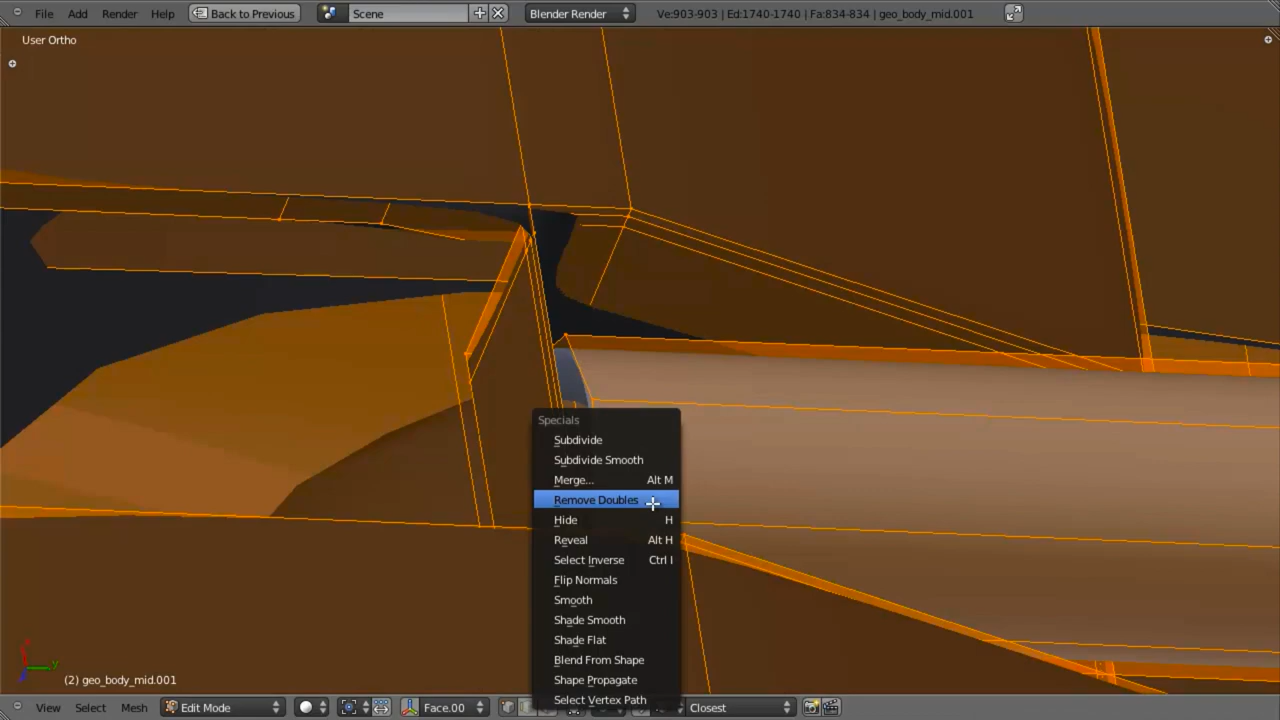 File Add Render Help Back to Previous Scene Blender Render Ve:903-903 | Ed:1740-1740 | Fa:834-834 | geo_body_mid.001
User Ortho
Specials
Subdivide
Subdivide Smooth
Merge... Alt M
Remove Doubles
Hide H
Reveal Alt H
Select Inverse Ctrl I
Flip Normals
Smooth
Shade Smooth
Shade Flat
Blend From Shape
Shape Propagate
Select Vertex Path
y
(2) geo_body_mid.001
View Select Mesh Edit Mode Face.00 Closest